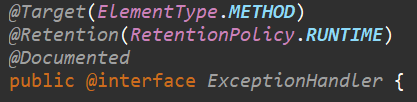 @Target(ElementType.METHOD)
@Retention(RetentionPolicy.RUNTIME)
@Documented
public @interface ExceptionHandler {